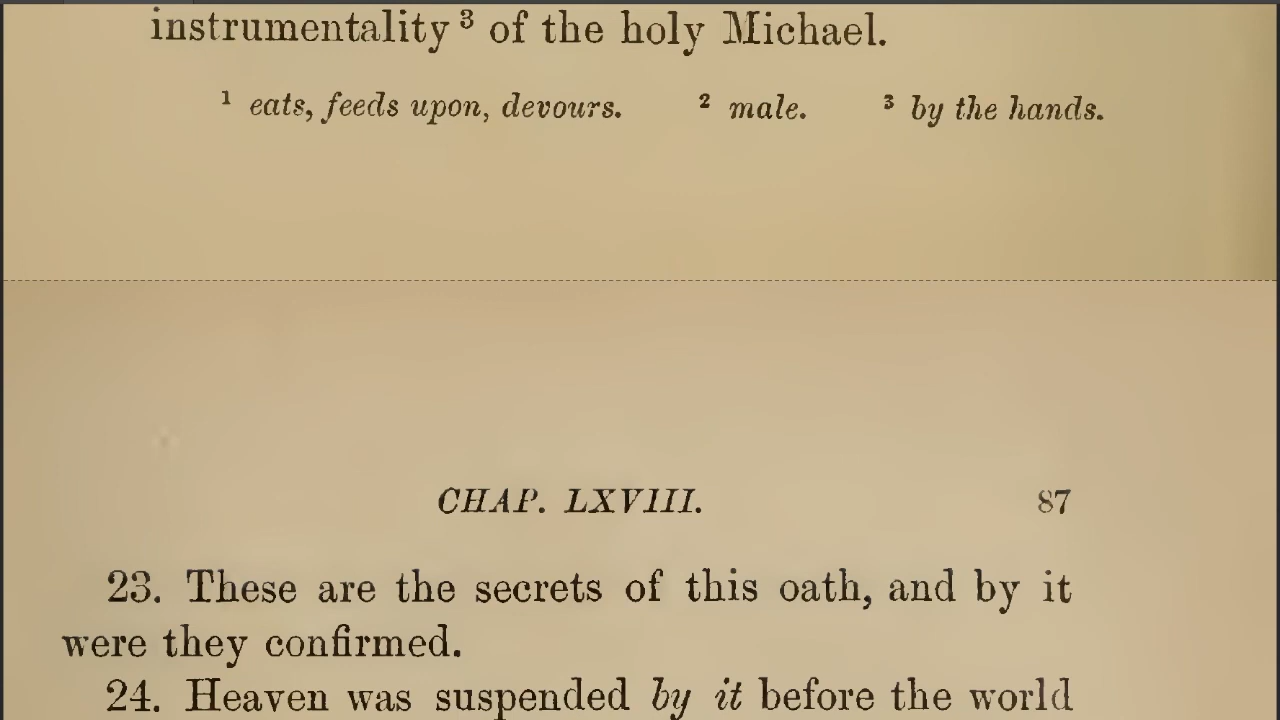 instrumentality ³ of the holy Michael.
¹ eats, feeds upon, devours. ² male. ³ by the hands.
CHAP. LXVIII. 87
23. These are the secrets of this oath, and by it
were they confirmed.
24. Heaven was suspended by it before the world